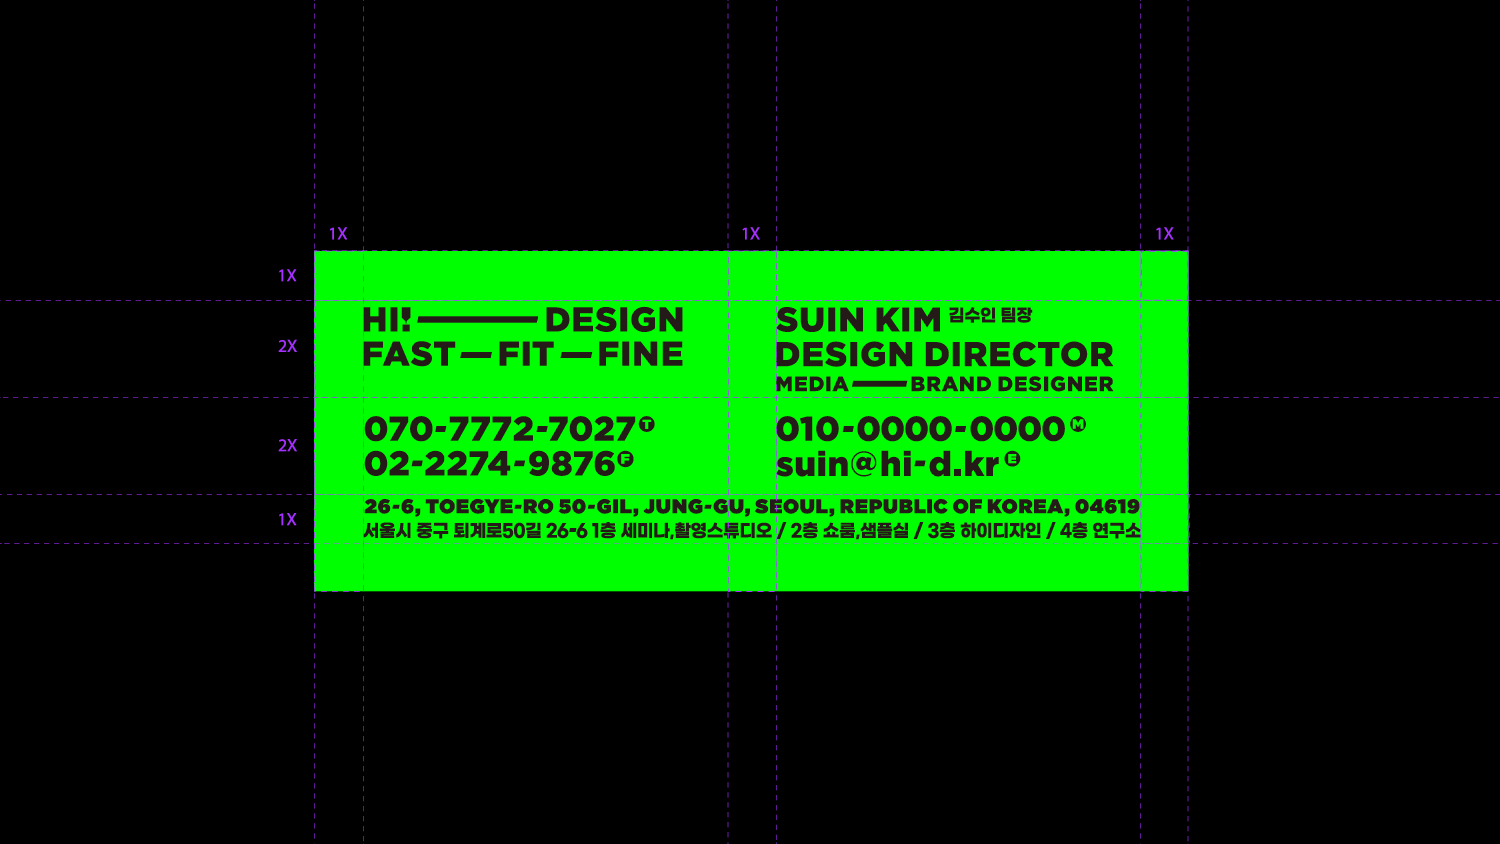 1X 1X 1X
1X
2X
2X
1X
HI! — DESIGN
FAST — FIT — FINE
SUIN KIM 김수인 팀장
DESIGN DIRECTOR
MEDIA — BRAND DESIGNER
070-7772-7027 T
02-2274-9876 F
010-0000-0000 M
suin@hi-d.kr E
26-6, TOEGYE-RO 50-GIL, JUNG-GU, SEOUL, REPUBLIC OF KOREA, 04619
서울시 중구 퇴계로50길 26-6 1층 세미나,촬영스튜디오 / 2층 쇼룸,샘플실 / 3층 하이디자인 / 4층 연구소